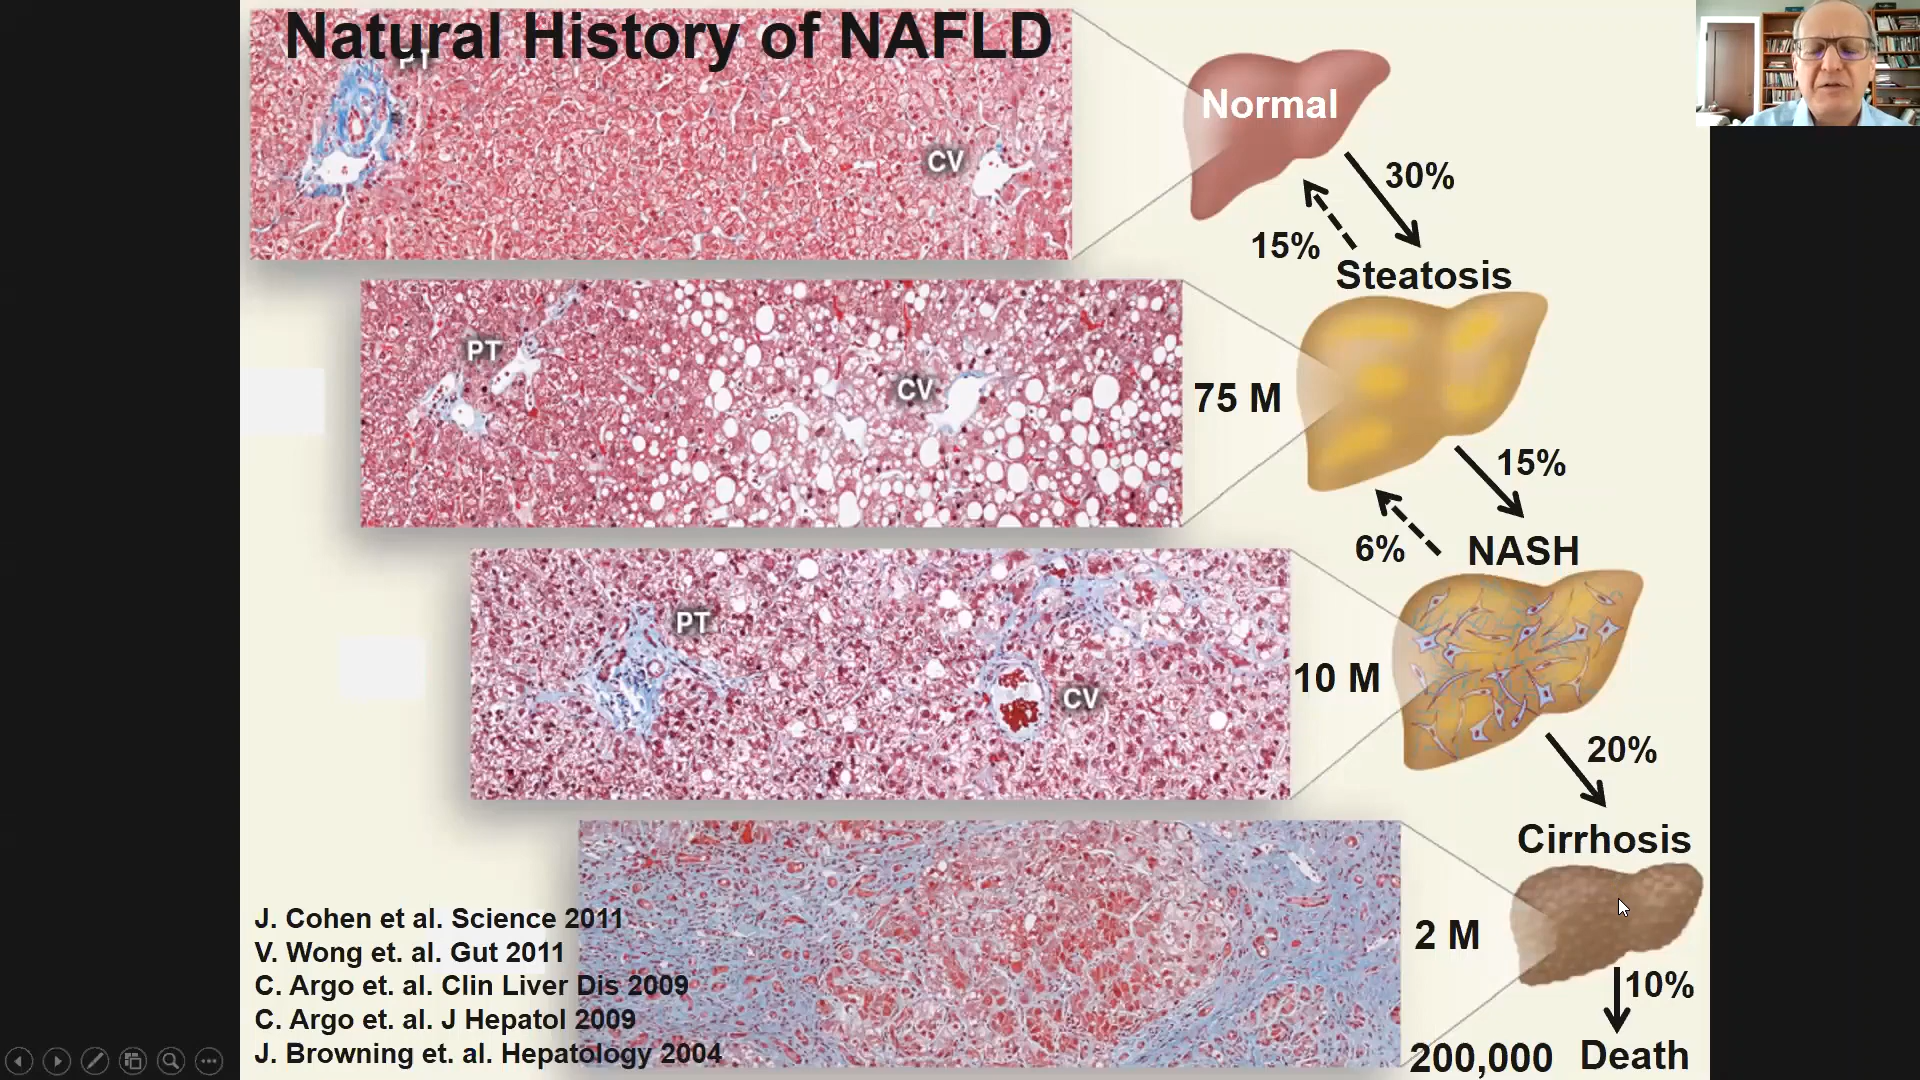 Natural History of NAFLD
PT
CV
Normal
30%
15%
Steatosis
PT
CV
75 M
15%
6%
NASH
PT
CV
10 M
20%
Cirrhosis
2 M
10%
200,000 Death
J. Cohen et al. Science 2011
V. Wong et. al. Gut 2011
C. Argo et. al. Clin Liver Dis 2009
C. Argo et. al. J Hepatol 2009
J. Browning et. al. Hepatology 2004